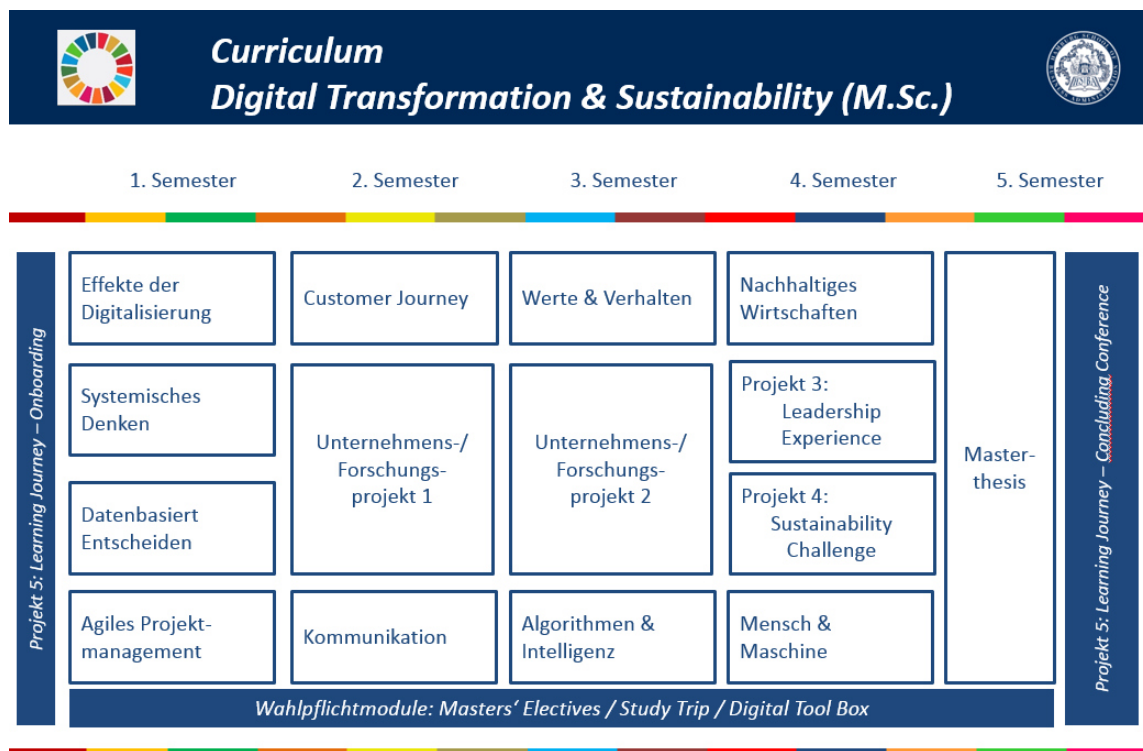 Curriculum
Digital Transformation & Sustainability (M.Sc.)
1. Semester
2. Semester
3. Semester
4. Semester
5. Semester
Projekt 5: Learning Journey – Onboarding
Effekte der
Digitalisierung
Systemisches
Denken
Datenbasiert
Entscheiden
Agiles Projekt-
management
Customer Journey
Unternehmens-/
Forschungs-
projekt 1
Kommunikation
Werte & Verhalten
Unternehmens-/
Forschungs-
projekt 2
Algorithmen &
Intelligenz
Nachhaltiges
Wirtschaften
Projekt 3:
Leadership
Experience
Projekt 4:
Sustainability
Challenge
Mensch &
Maschine
Master-
thesis
Projekt 5: Learning Journey – Concluding Conference
Wahlpflichtmodule: Masters‘ Electives / Study Trip / Digital Tool Box